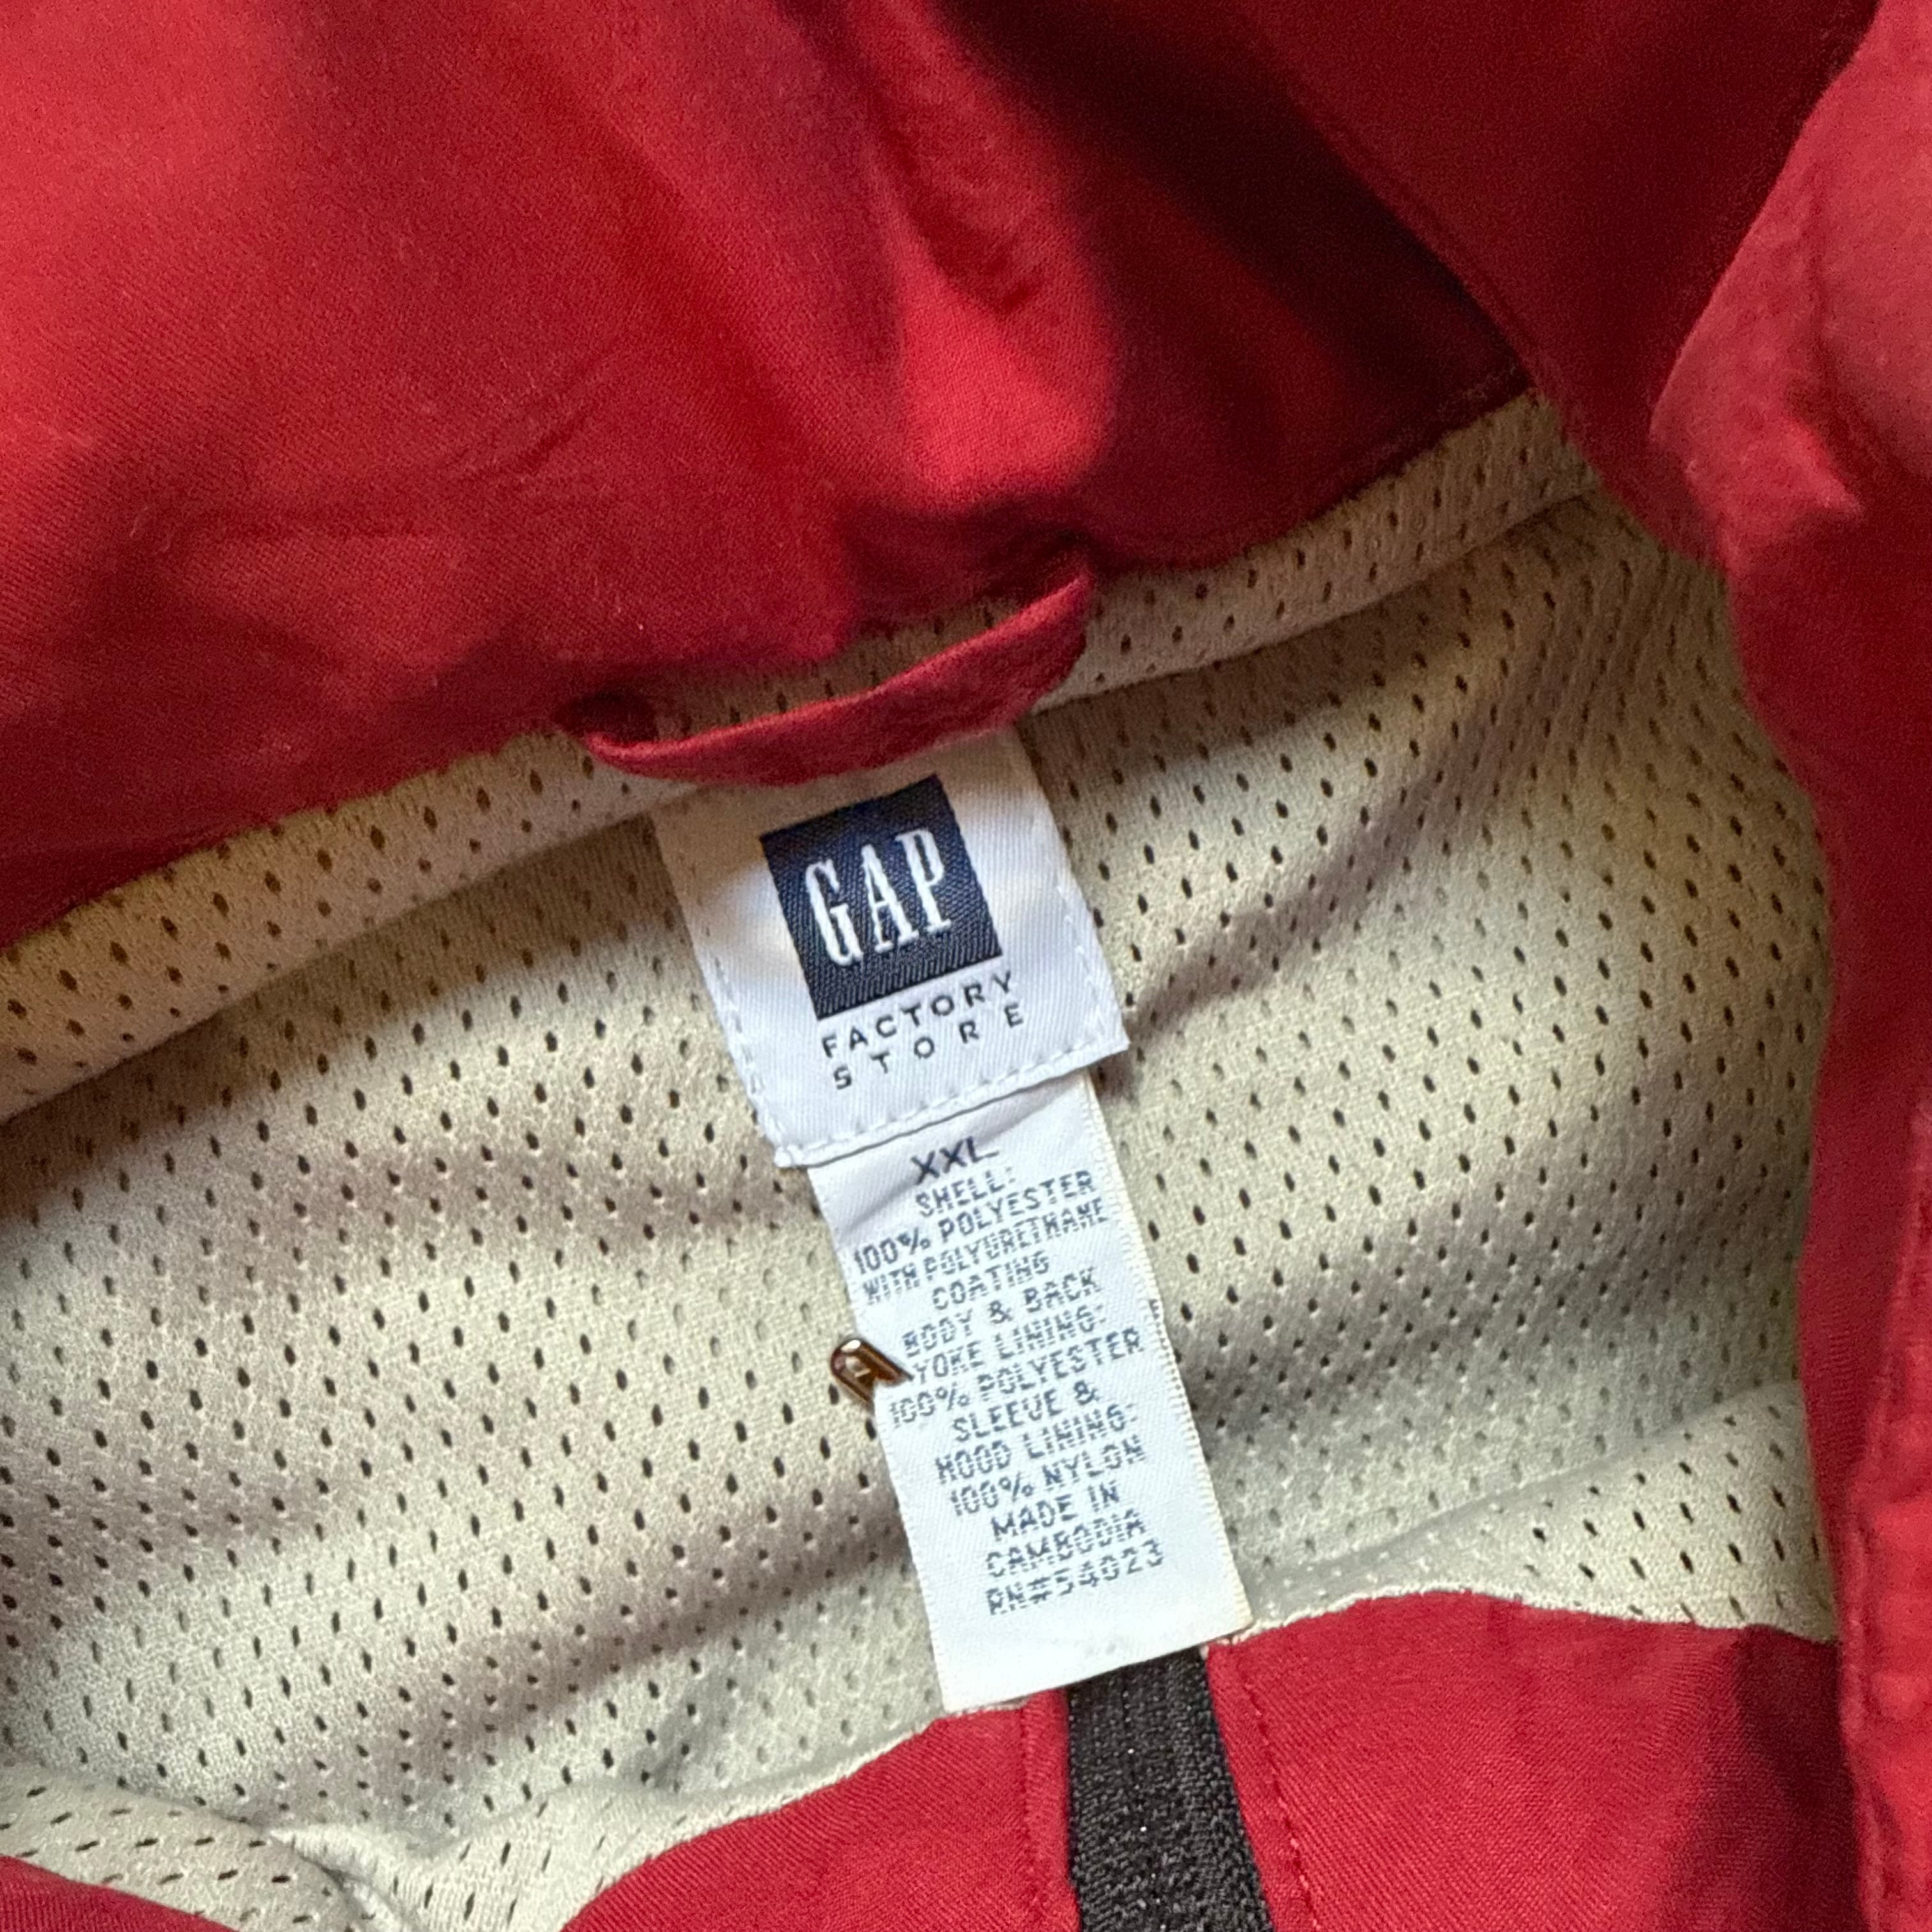 GAP
FACTORY
STORE
XXL
SHELL:
100% POLYESTER
WITH POLYURETHANE
COATING
BODY & BACK
YOKE LINING:
100% POLYESTER
SLEEVE &
HOOD LINING:
100% NYLON
MADE IN
CAMBODIA
RN#54023